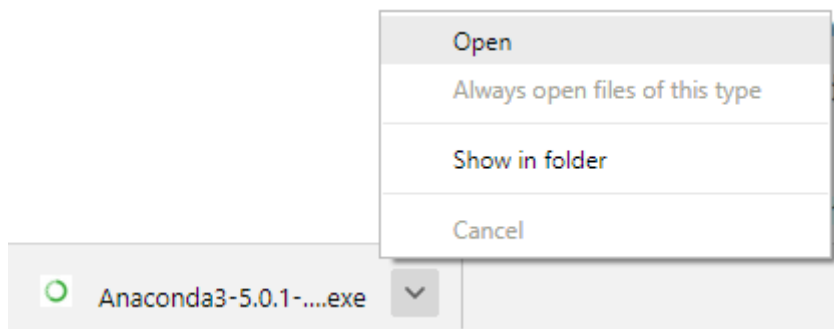 Open
Always open files of this type
Show in folder
Cancel
Anaconda3-5.0.1-....exe